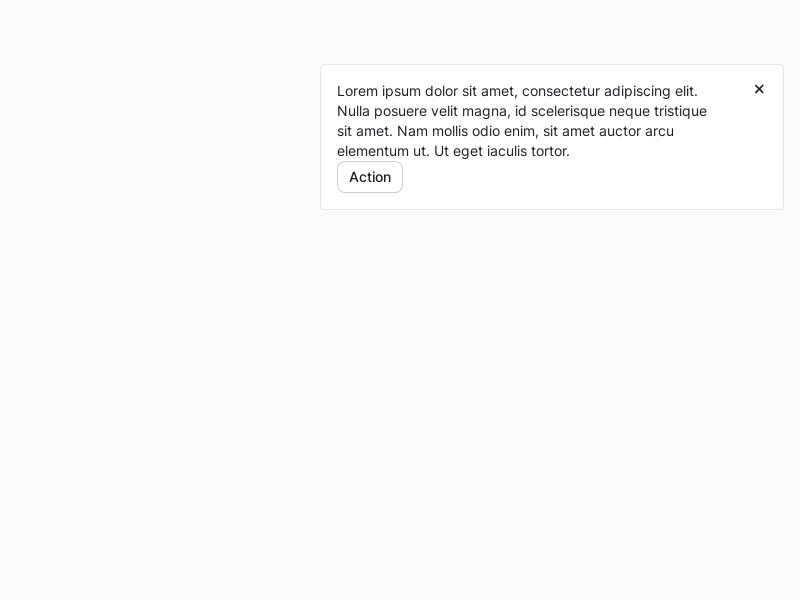 Lorem ipsum dolor sit amet, consectetur adipiscing elit.
Nulla posuere velit magna, id scelerisque neque tristique
sit amet. Nam mollis odio enim, sit amet auctor arcu
elementum ut. Ut eget iaculis tortor.
Action